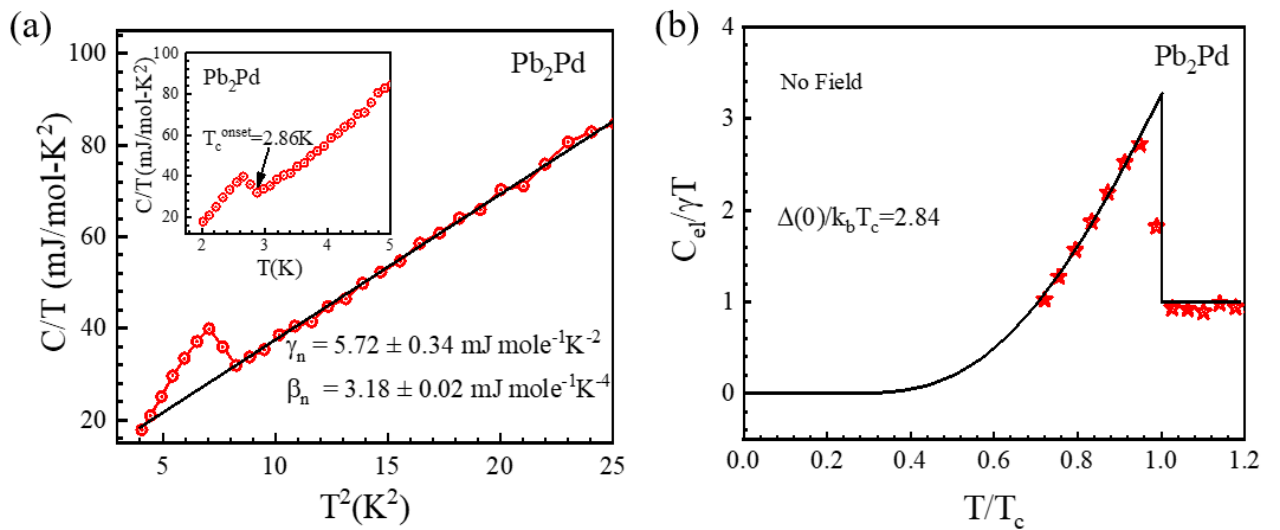 (a)
100
80
60
40
20
C/T (mJ/mol-K²)
5
10
15
20
25
T²(K²)
Pb₂Pd
γₙ = 5.72 ± 0.34 mJ mole⁻¹K⁻²
βₙ = 3.18 ± 0.02 mJ mole⁻¹K⁻⁴
100
80
60
40
20
C/T(mJ/mol-K²)
Pb₂Pd
T_c^onset=2.86K
2
3
4
5
T(K)
(b)
4
3
2
1
0
C_el/γT
Pb₂Pd
No Field
Δ(0)/k_bT_c=2.84
0.0
0.2
0.4
0.6
0.8
1.0
1.2
T/T_c